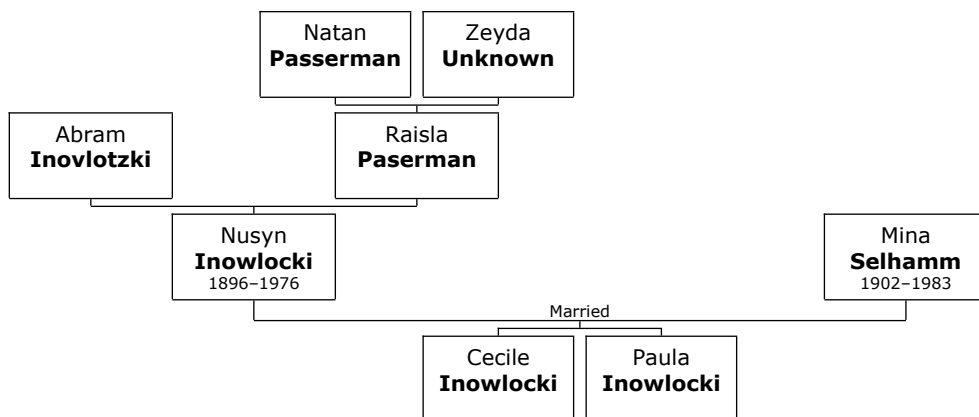 Natan
Passerman
Zeyda
Unknown
Abram
Inovlotzki
Raisla
Paserman
Nusyn
Inowlocki
1896–1976
Mina
Selhamm
1902–1983
Married
Cecile
Inowlocki
Paula
Inowlocki